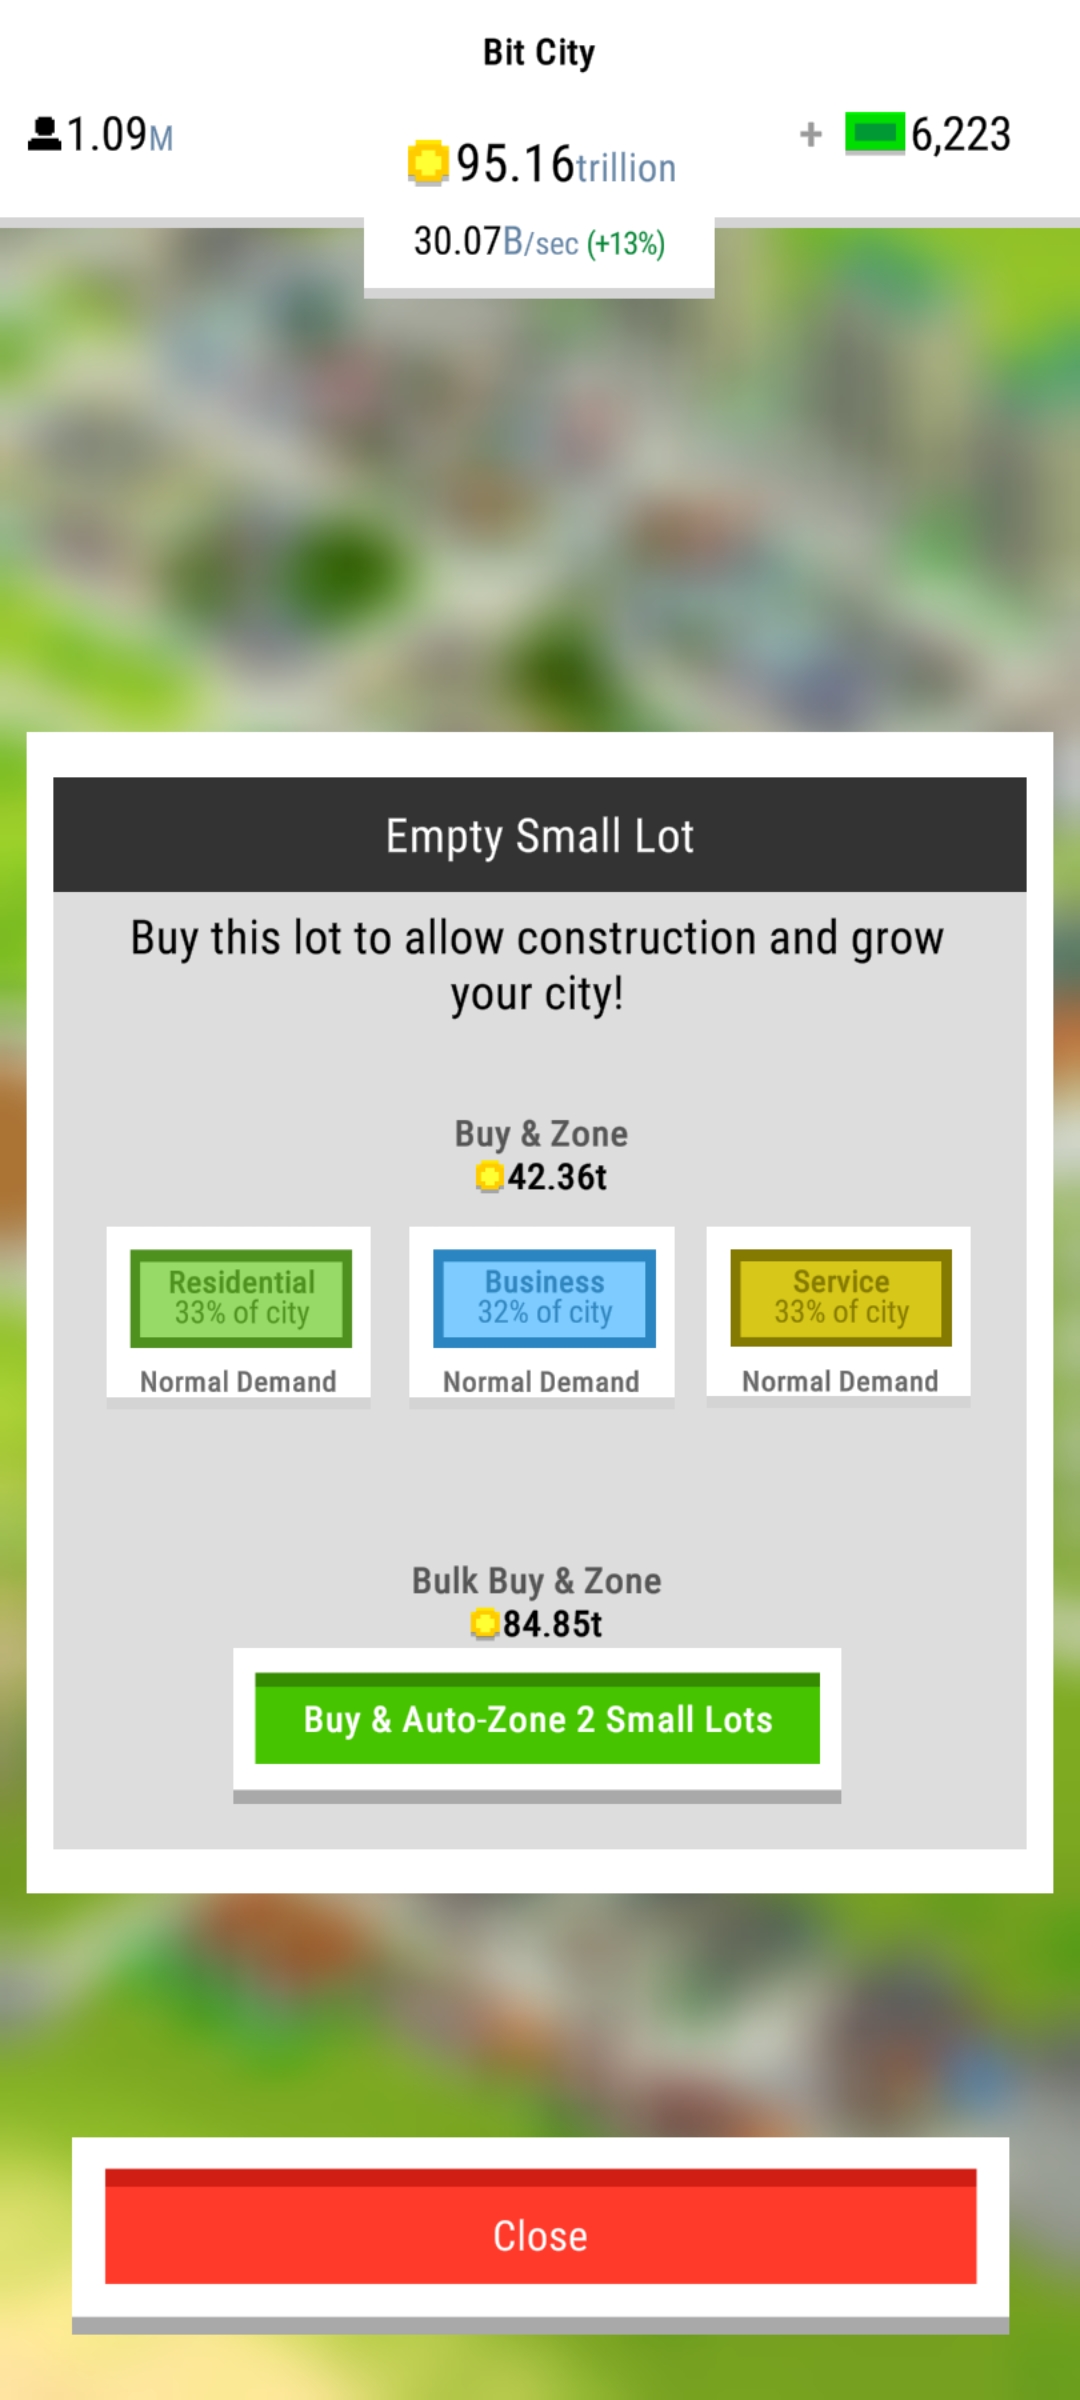 Bit City
1.09M
95.16trillion
+ 6,223
30.07B/sec (+13%)
Empty Small Lot
Buy this lot to allow construction and grow
your city!
Buy & Zone
42.36t
Residential
33% of city
Normal Demand
Business
32% of city
Normal Demand
Service
33% of city
Normal Demand
Bulk Buy & Zone
84.85t
Buy & Auto-Zone 2 Small Lots
Close